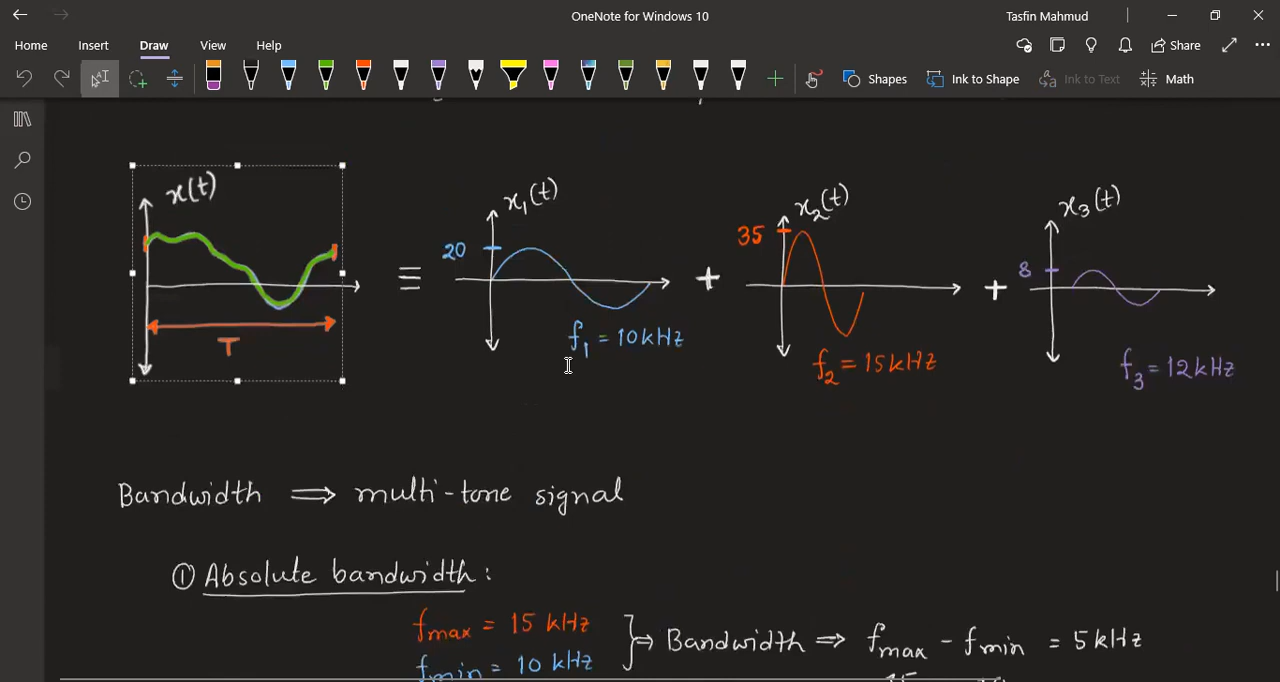 OneNote for Windows 10
Tasfin Mahmud
Home Insert Draw View Help
Share
Shapes Ink to Shape Ink to Text Math
x(t)
T
≡
x₁(t)
20
f₁ = 10kHz
+
x₂(t)
35
f₂ = 15kHz
+
x₃(t)
8
f₃ = 12kHz
Bandwidth ⟹ multi-tone signal
① Absolute bandwidth:
fmax = 15 kHz
fmin = 10 kHz
Bandwidth ⇒ fmax - fmin = 5kHz